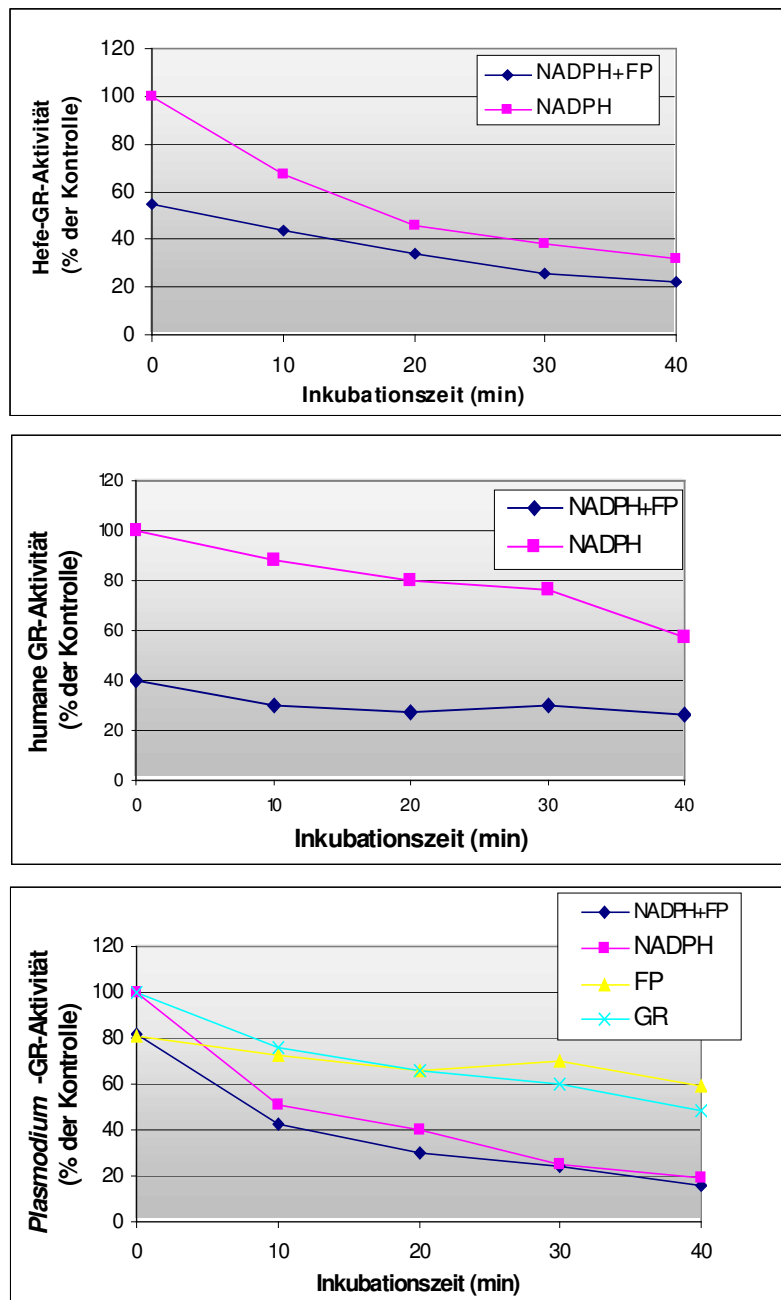 120
100
80
60
40
20
0
Hefe-GR-Aktivität
(% der Kontrolle)
NADPH+FP
NADPH
0 10 20 30 40
Inkubationszeit (min)
120
100
80
60
40
20
0
humane GR-Aktivität
(% der Kontrolle)
NADPH+FP
NADPH
0 10 20 30 40
Inkubationszeit (min)
120
100
80
60
40
20
0
Plasmodium -GR-Aktivität
(% der Kontrolle)
NADPH+FP
NADPH
FP
GR
0 10 20 30 40
Inkubationszeit (min)